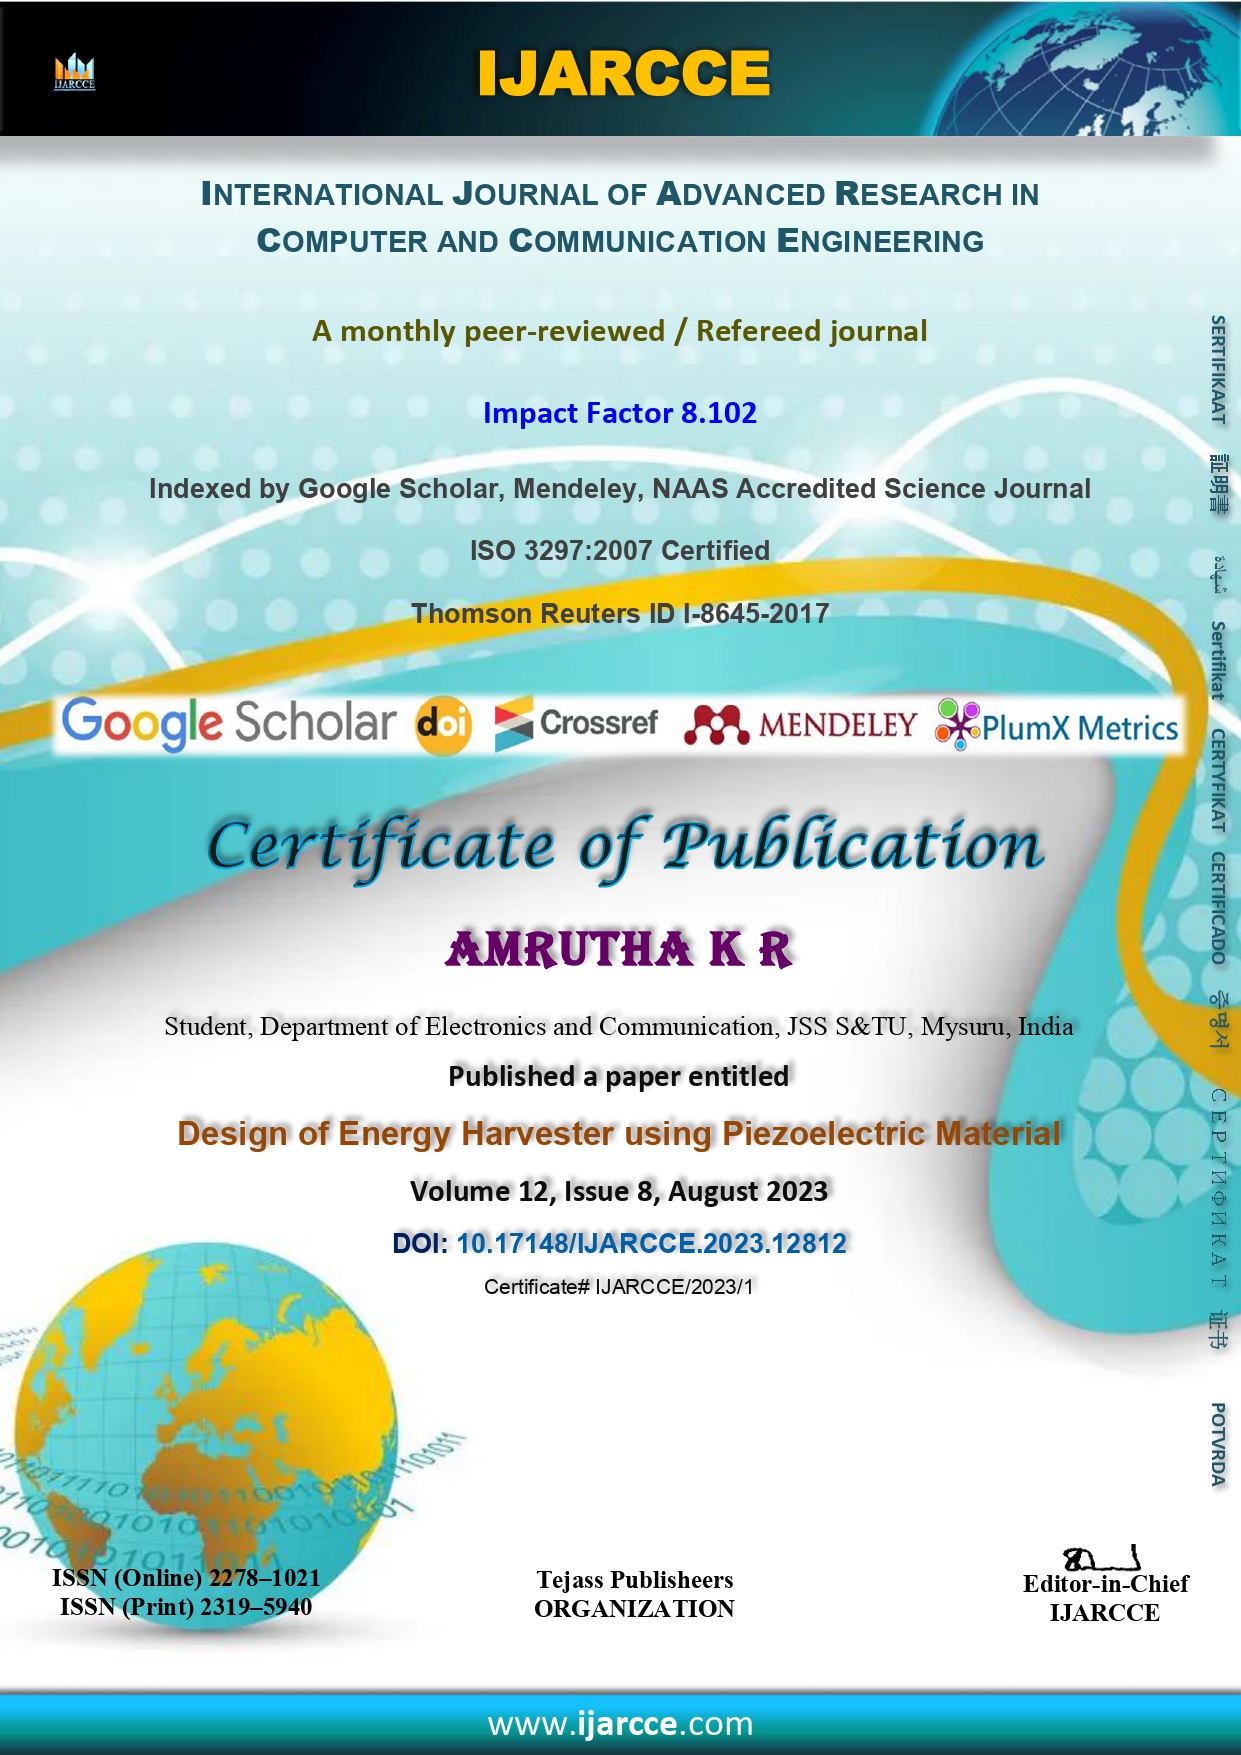 IJARCCE
IJARCCE
INTERNATIONAL JOURNAL OF ADVANCED RESEARCH IN
COMPUTER AND COMMUNICATION ENGINEERING
A monthly peer-reviewed / Refereed journal
Impact Factor 8.102
Indexed by Google Scholar, Mendeley, NAAS Accredited Science Journal
ISO 3297:2007 Certified
Thomson Reuters ID I-8645-2017
Google Scholar doi Crossref MENDELEY PlumX Metrics
Certificate of Publication
AMRUTHA K R
Student, Department of Electronics and Communication, JSS S&TU, Mysuru, India
Published a paper entitled
Design of Energy Harvester using Piezoelectric Material
Volume 12, Issue 8, August 2023
DOI: 10.17148/IJARCCE.2023.12812
Certificate# IJARCCE/2023/1
ISSN (Online) 2278–1021
ISSN (Print) 2319–5940
Tejass Publisheers
ORGANIZATION
Editor-in-Chief
IJARCCE
www.ijarcce.com
SERTIFIKAAT 証明書 شهادة Sertifikat CERTYFIKAT CERTIFICADO 증명서 СЕРТИФИКАТ 证书 POTVRDA